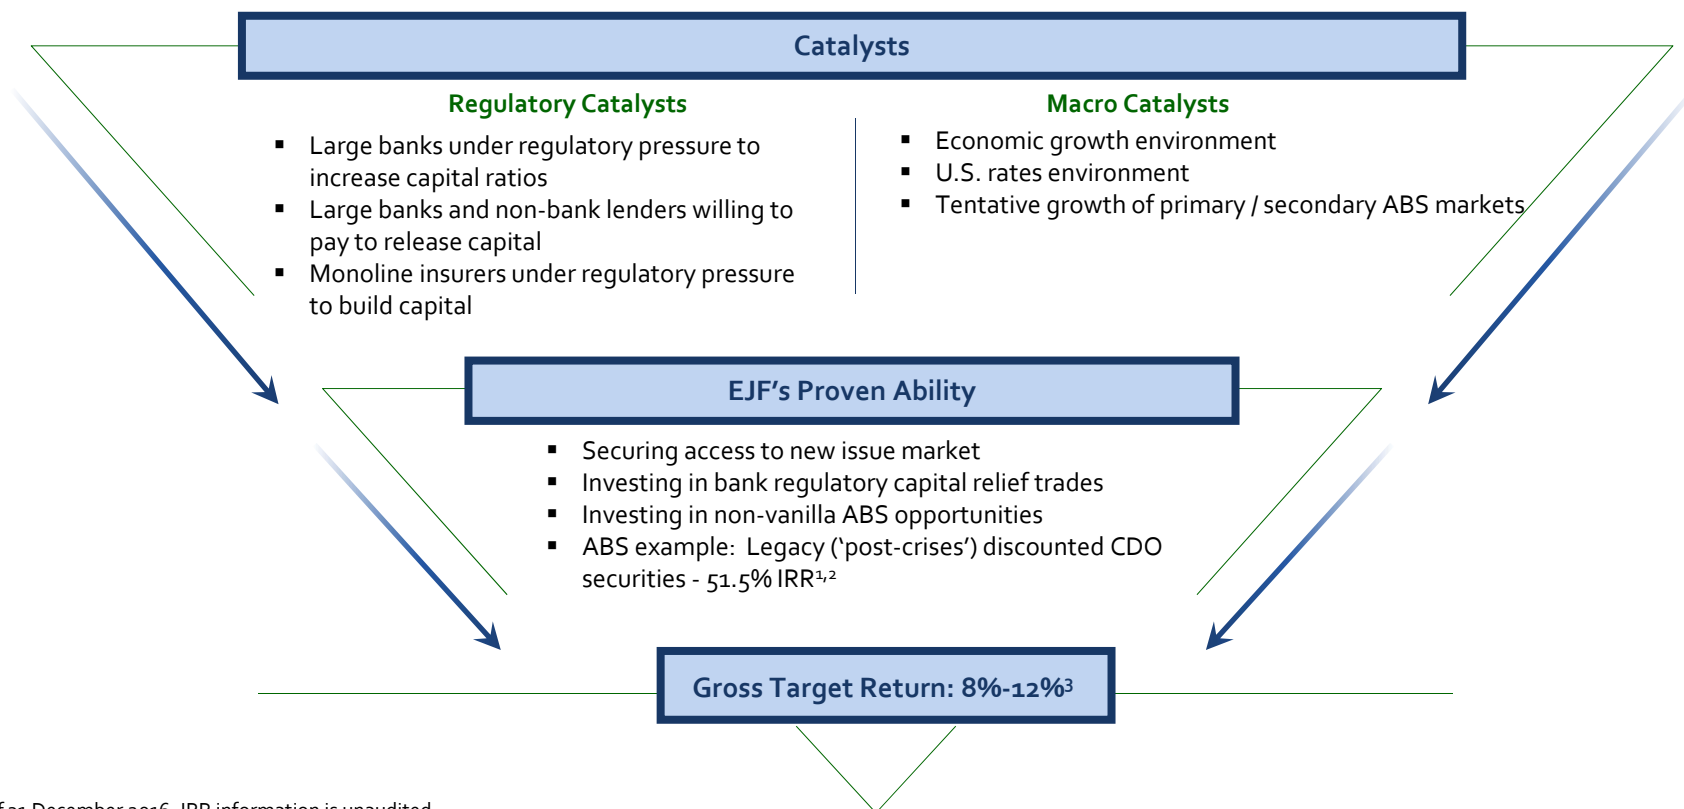 Catalysts
Regulatory Catalysts
▪ Large banks under regulatory pressure to
increase capital ratios
▪ Large banks and non-bank lenders willing to
pay to release capital
▪ Monoline insurers under regulatory pressure
to build capital
Macro Catalysts
▪ Economic growth environment
▪ U.S. rates environment
▪ Tentative growth of primary / secondary ABS markets
EJF’s Proven Ability
▪ Securing access to new issue market
▪ Investing in bank regulatory capital relief trades
▪ Investing in non-vanilla ABS opportunities
▪ ABS example: Legacy (‘post-crises’) discounted CDO
securities - 51.5% IRR¹,²
Gross Target Return: 8%-12%³
31 December 2016. IRR information is unaudited